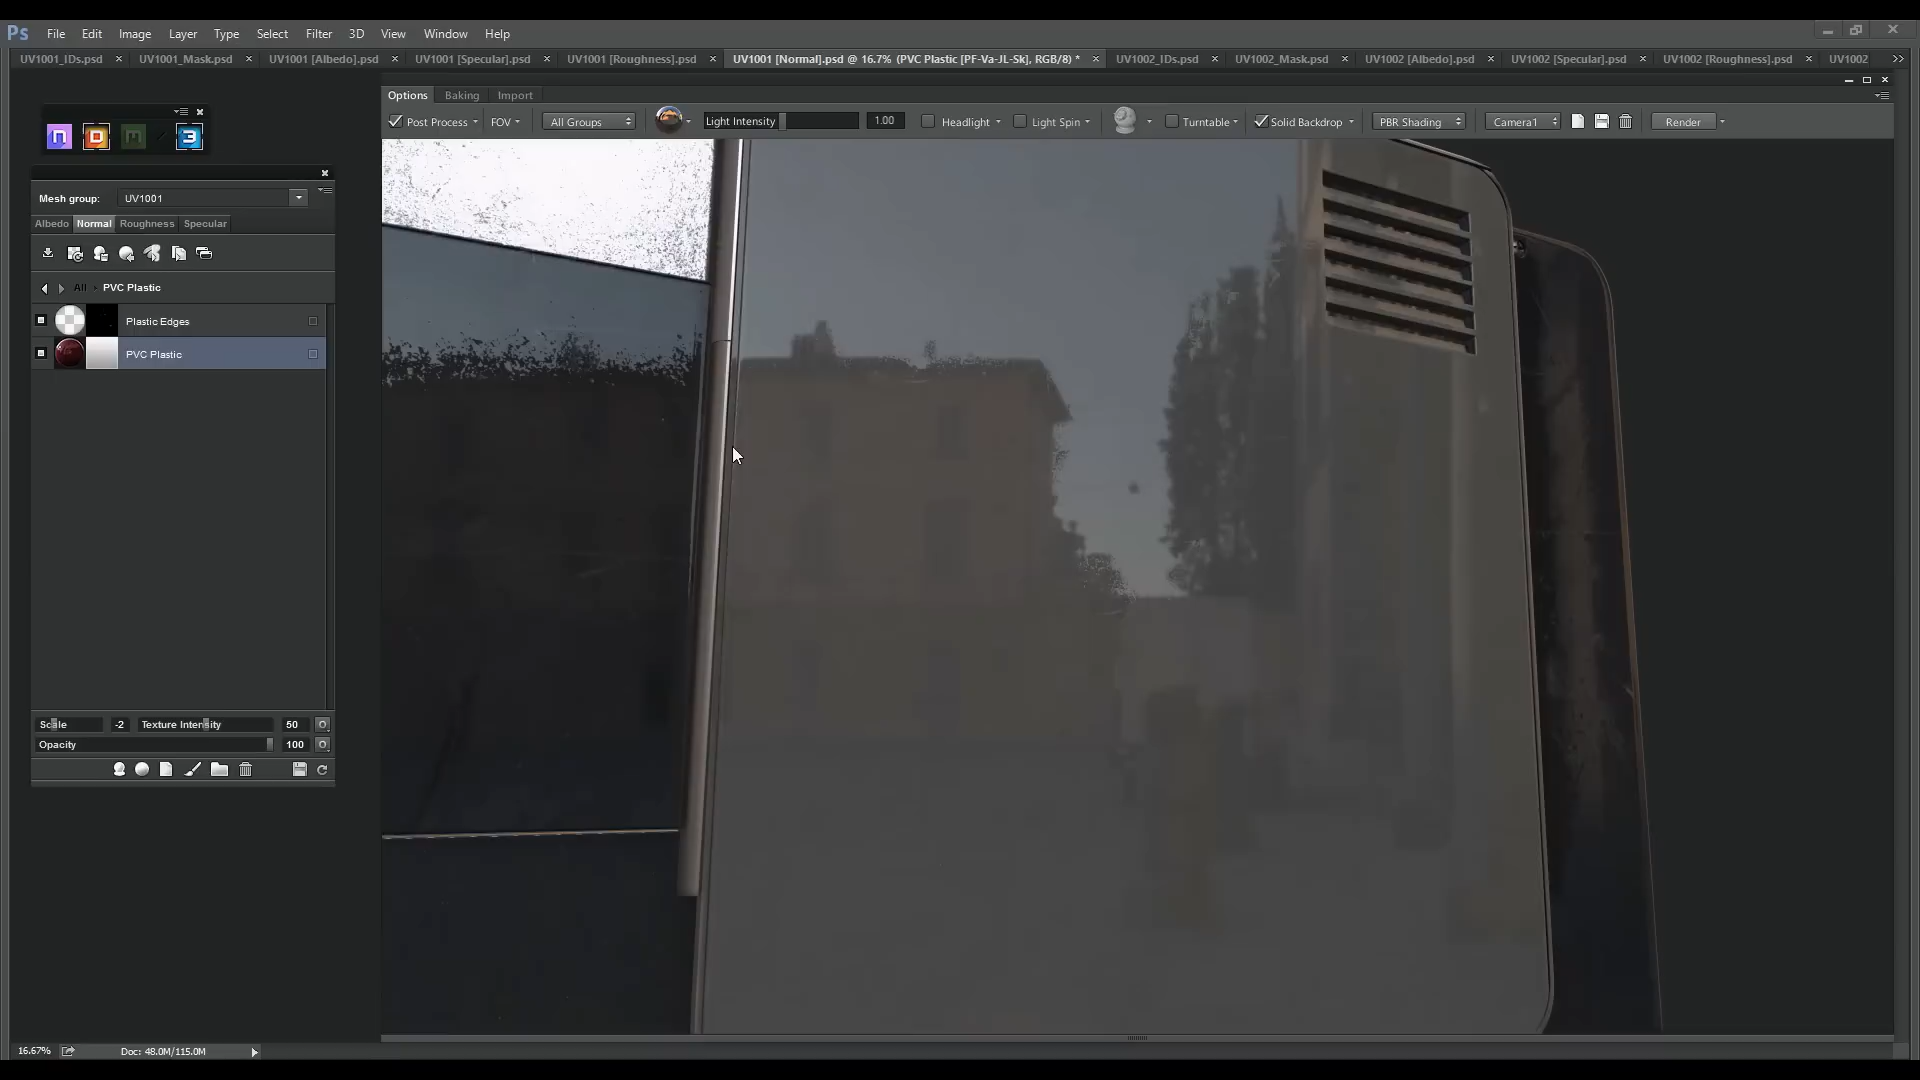 Ps File Edit Image Layer Type Select Filter 3D View Window Help
UV1001_IDs.psd × UV1001_Mask.psd × UV1001 [Albedo].psd × UV1001 [Specular].psd × UV1001 [Roughness].psd × UV1001 [Normal].psd @ 16.7% (PVC Plastic [PF-Va-JL-Sk], RGB/8) * × UV1002_IDs.psd × UV1002_Mask.psd × UV1002 [Albedo].psd × UV1002 [Specular].psd × UV1002 [Roughness].psd × UV1002 >>
Options Baking Import
Post Process FOV All Groups Light Intensity 1.00 Headlight Light Spin Turntable Solid Backdrop PBR Shading Camera1 Render
n D M 3
Mesh group: UV1001
Albedo Normal Roughness Specular
All PVC Plastic
Plastic Edges
PVC Plastic
Scale -2 Texture Intensity 50
Opacity 100
16.67% Doc: 48.0M/115.0M